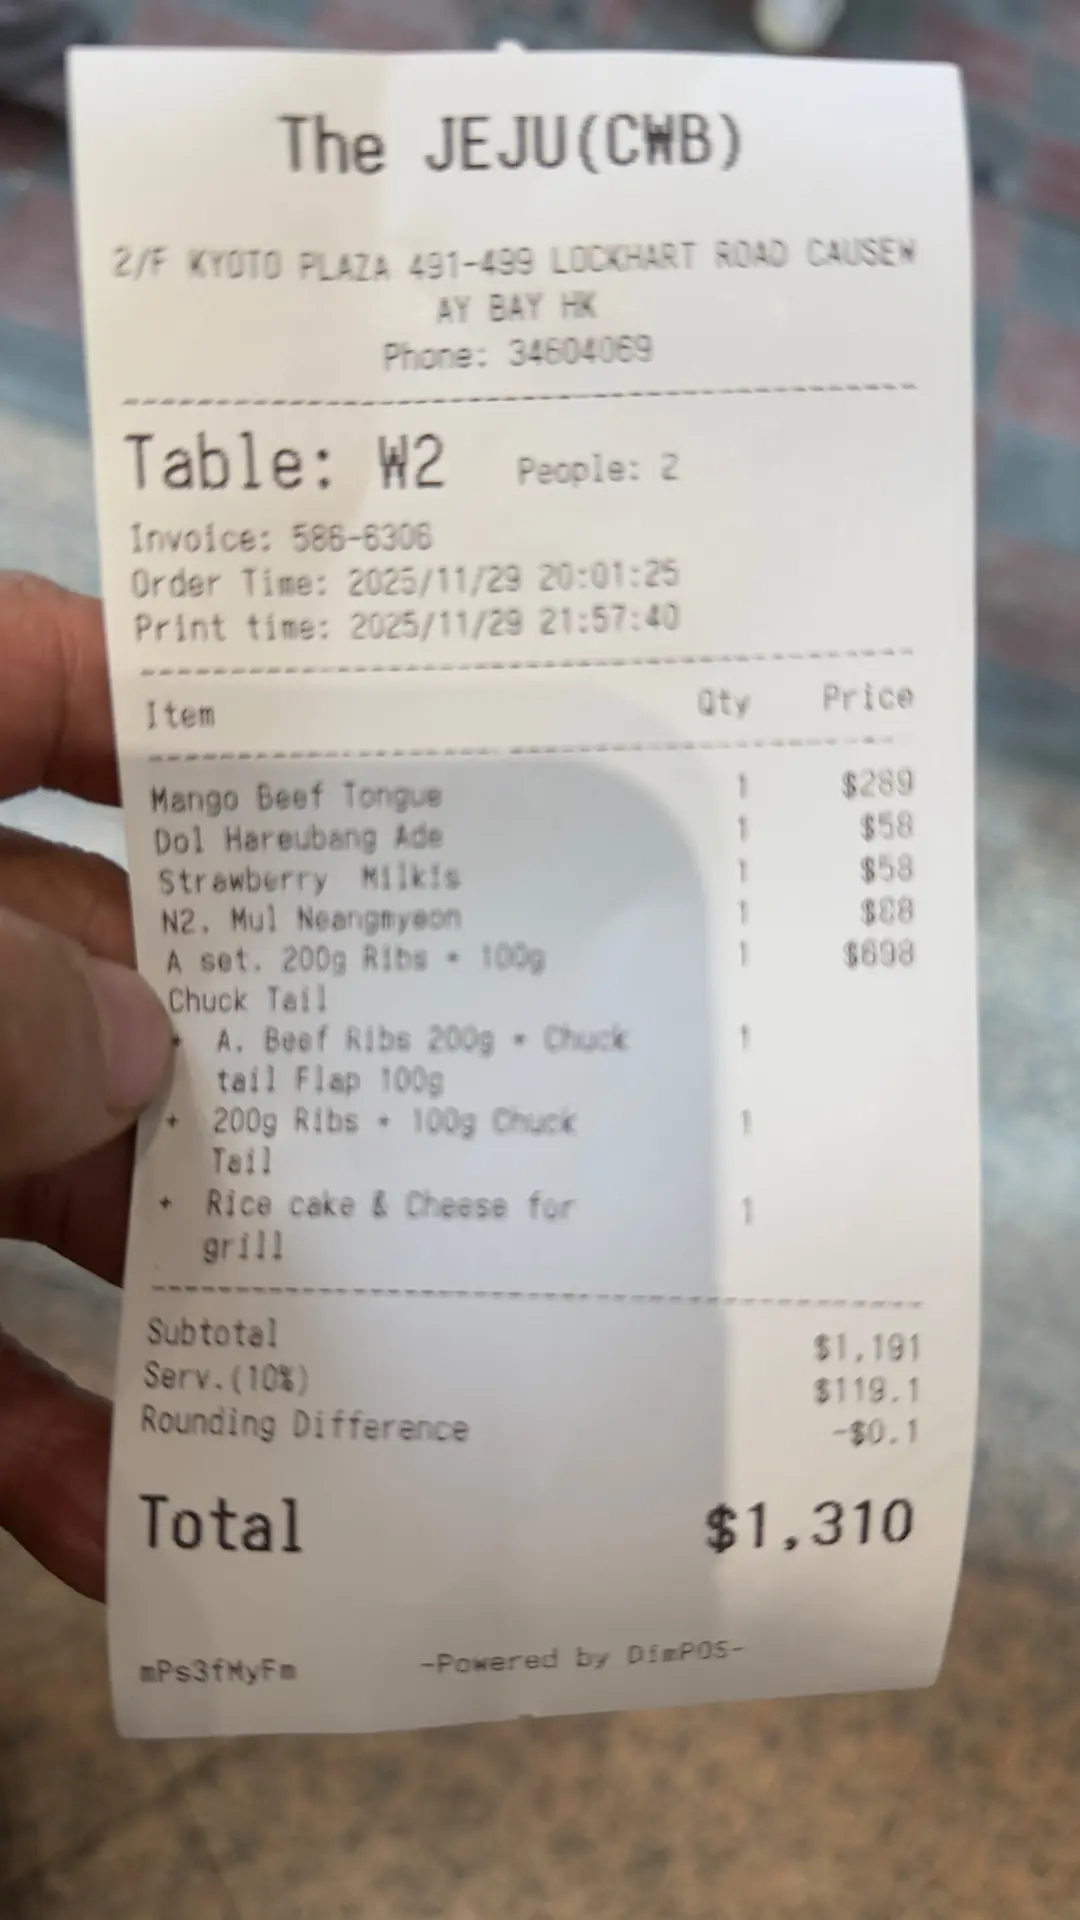 The JEJU(CWB)
2/F KYOTO PLAZA 491-499 LOCKHART ROAD CAUSEW
AY BAY HK
Phone: 34604069
Table: W2 People: 2
Invoice: 586-6306
Order Time: 2025/11/29 20:01:25
Print time: 2025/11/29 21:57:40
Item Qty Price
Mango Beef Tongue 1 $289
Dol Hareubang Ade 1 $58
Strawberry Milkis 1 $58
N2. Mul Neangmyeon 1 $88
A set. 200g Ribs + 100g 1 $698
Chuck Tail
+ A. Beef Ribs 200g + Chuck 1
tail Flap 100g
+ 200g Ribs + 100g Chuck 1
Tail
+ Rice cake & Cheese for 1
grill
Subtotal $1,191
Serv.(10%) $119.1
Rounding Difference -$0.1
Total $1,310
mPs3fMyFm -Powered by DimPOS-